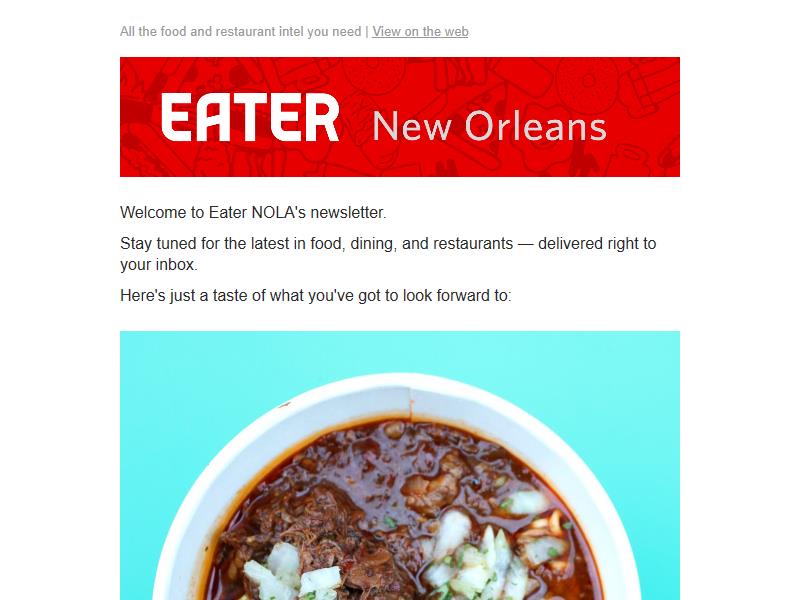 All the food and restaurant intel you need | View on the web
EATER New Orleans
Welcome to Eater NOLA's newsletter.
Stay tuned for the latest in food, dining, and restaurants — delivered right to
your inbox.
Here's just a taste of what you've got to look forward to: